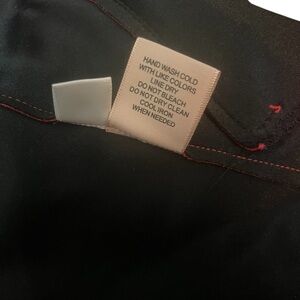 HAND WASH COLD
WITH LIKE COLORS
LINE DRY
DO NOT BLEACH
DO NOT DRY CLEAN
COOL IRON
WHEN NEEDED